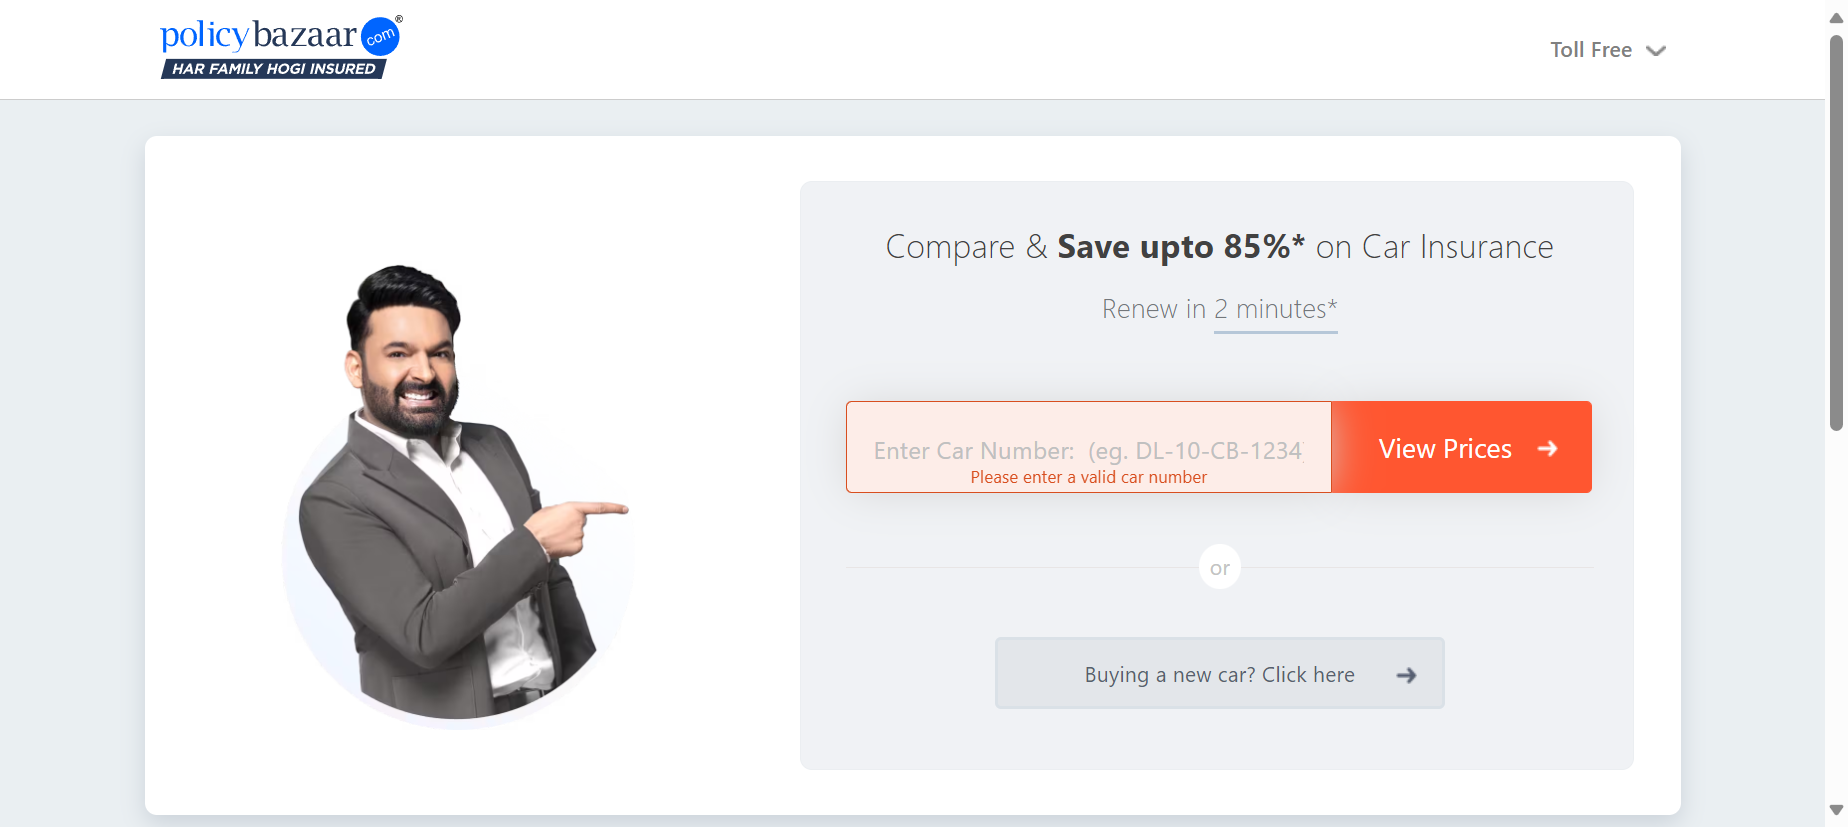 policybazaar.com®
HAR FAMILY HOGI INSURED
Toll Free
Compare & Save upto 85%* on Car Insurance
Renew in 2 minutes*
Enter Car Number: (eg. DL-10-CB-1234)
Please enter a valid car number
View Prices
or
Buying a new car? Click here